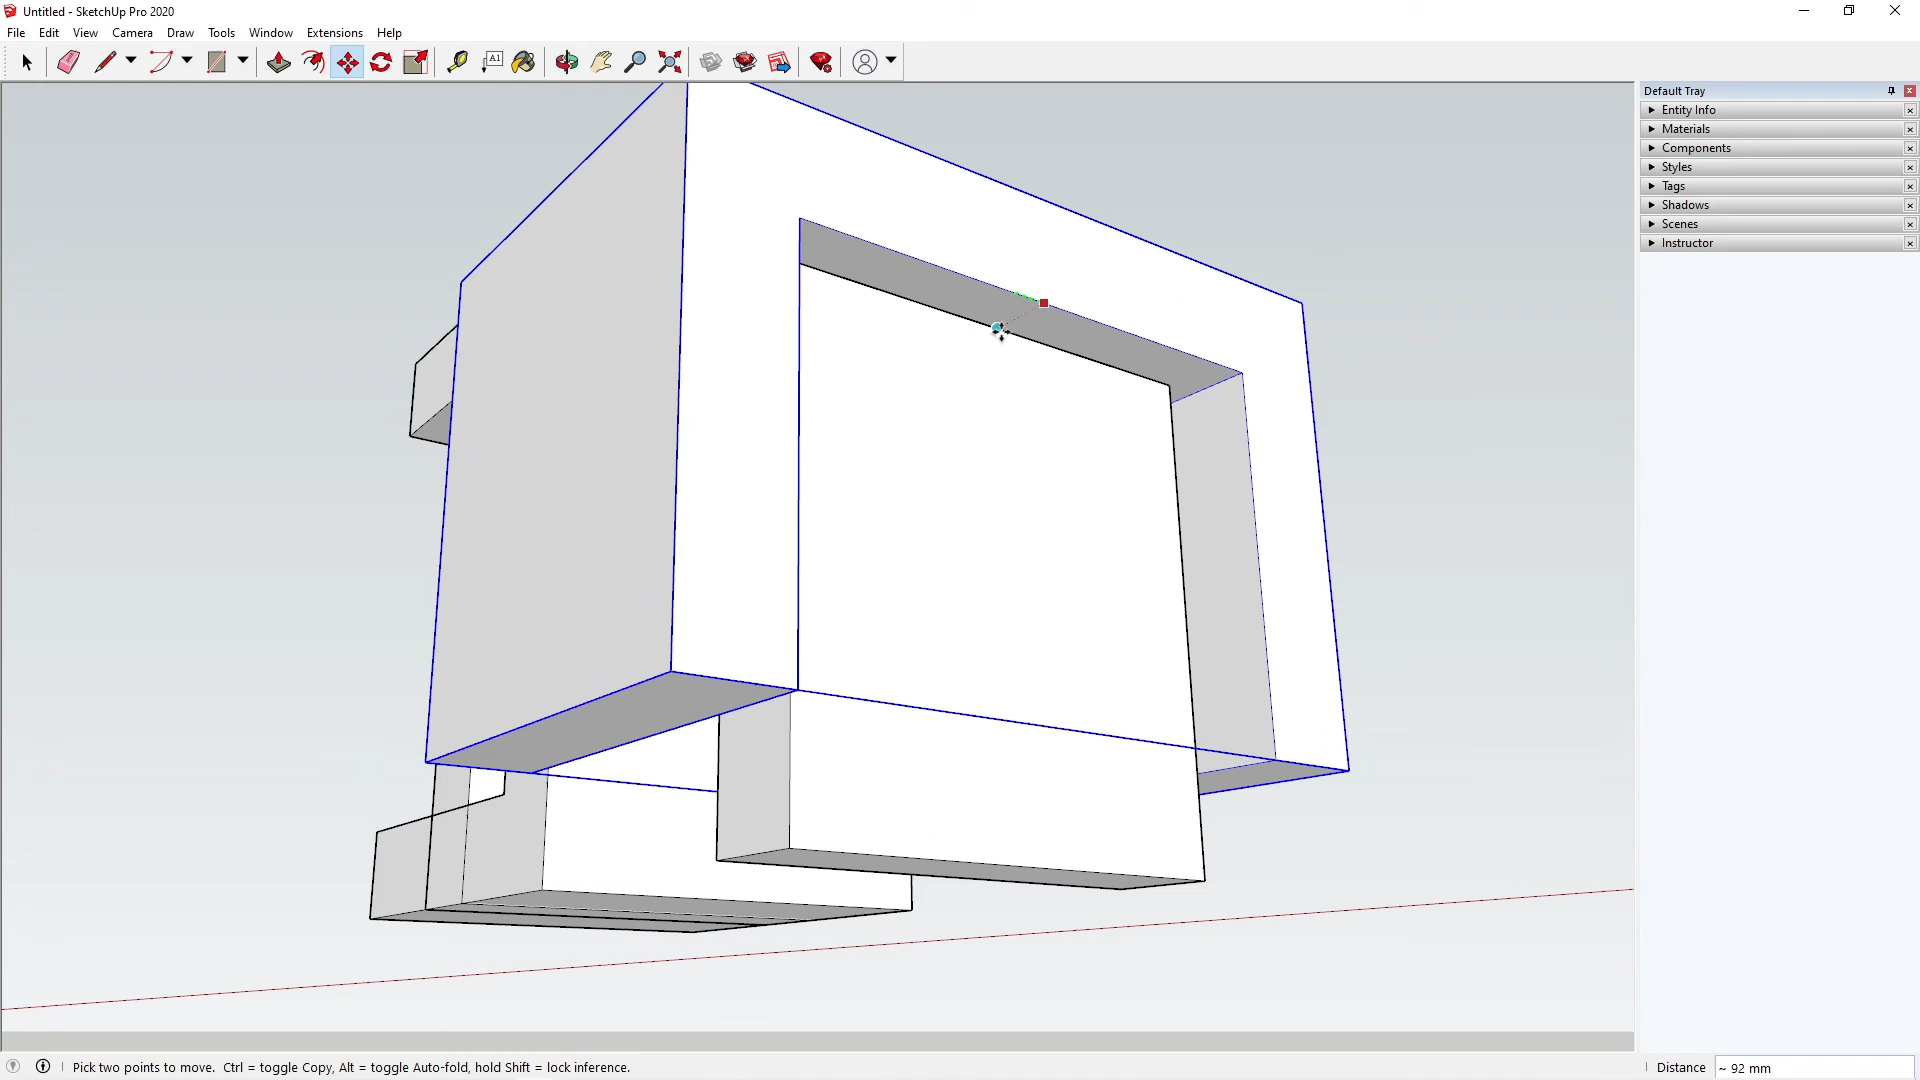 Untitled - SketchUp Pro 2020
File Edit View Camera Draw Tools Window Extensions Help
A1
Default Tray
Entity Info
Materials
Components
Styles
Tags
Shadows
Scenes
Instructor
Pick two points to move. Ctrl = toggle Copy, Alt = toggle Auto-fold, hold Shift = lock inference.
Distance ~ 92 mm